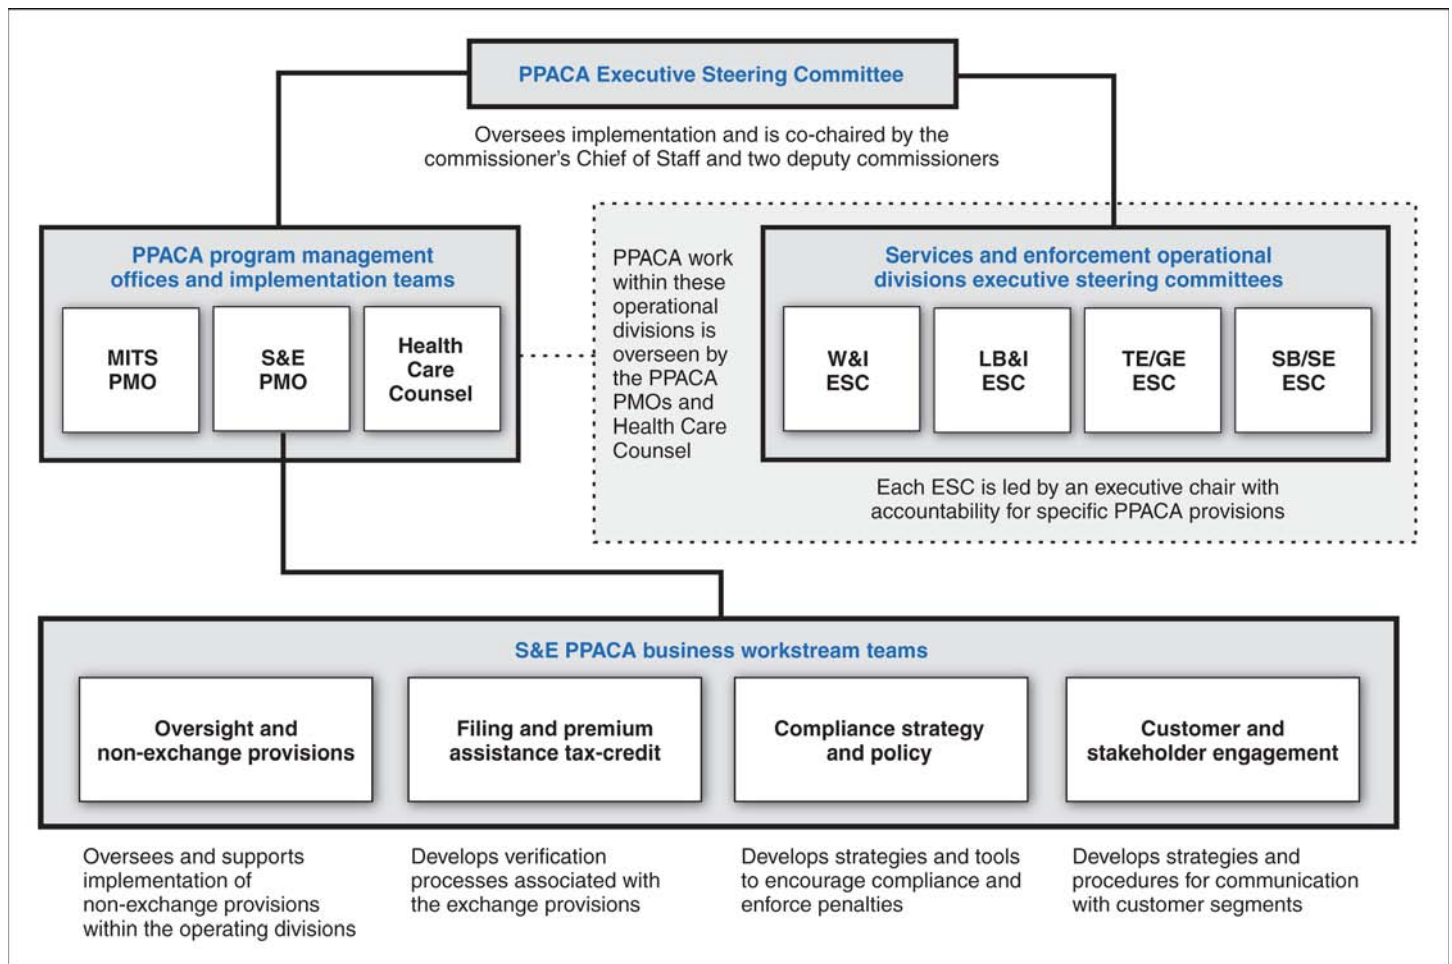 PPACA Executive Steering Committee
Oversees implementation and is co-chaired by the
commissioner's Chief of Staff and two deputy commissioners
PPACA program management
offices and implementation teams
MITS
PMO
S&E
PMO
Health
Care
Counsel
PPACA work
within these
operational
divisions is
overseen by
the PPACA
PMOs and
Health Care
Counsel
Services and enforcement operational
divisions executive steering committees
W&I
ESC
LB&I
ESC
TE/GE
ESC
SB/SE
ESC
Each ESC is led by an executive chair with
accountability for specific PPACA provisions
S&E PPACA business workstream teams
Oversight and
non-exchange provisions
Filing and premium
assistance tax-credit
Compliance strategy
and policy
Customer and
stakeholder engagement
Oversees and supports
implementation of
non-exchange provisions
within the operating divisions
Develops verification
processes associated with
the exchange provisions
Develops strategies and tools
to encourage compliance and
enforce penalties
Develops strategies and
procedures for communication
with customer segments